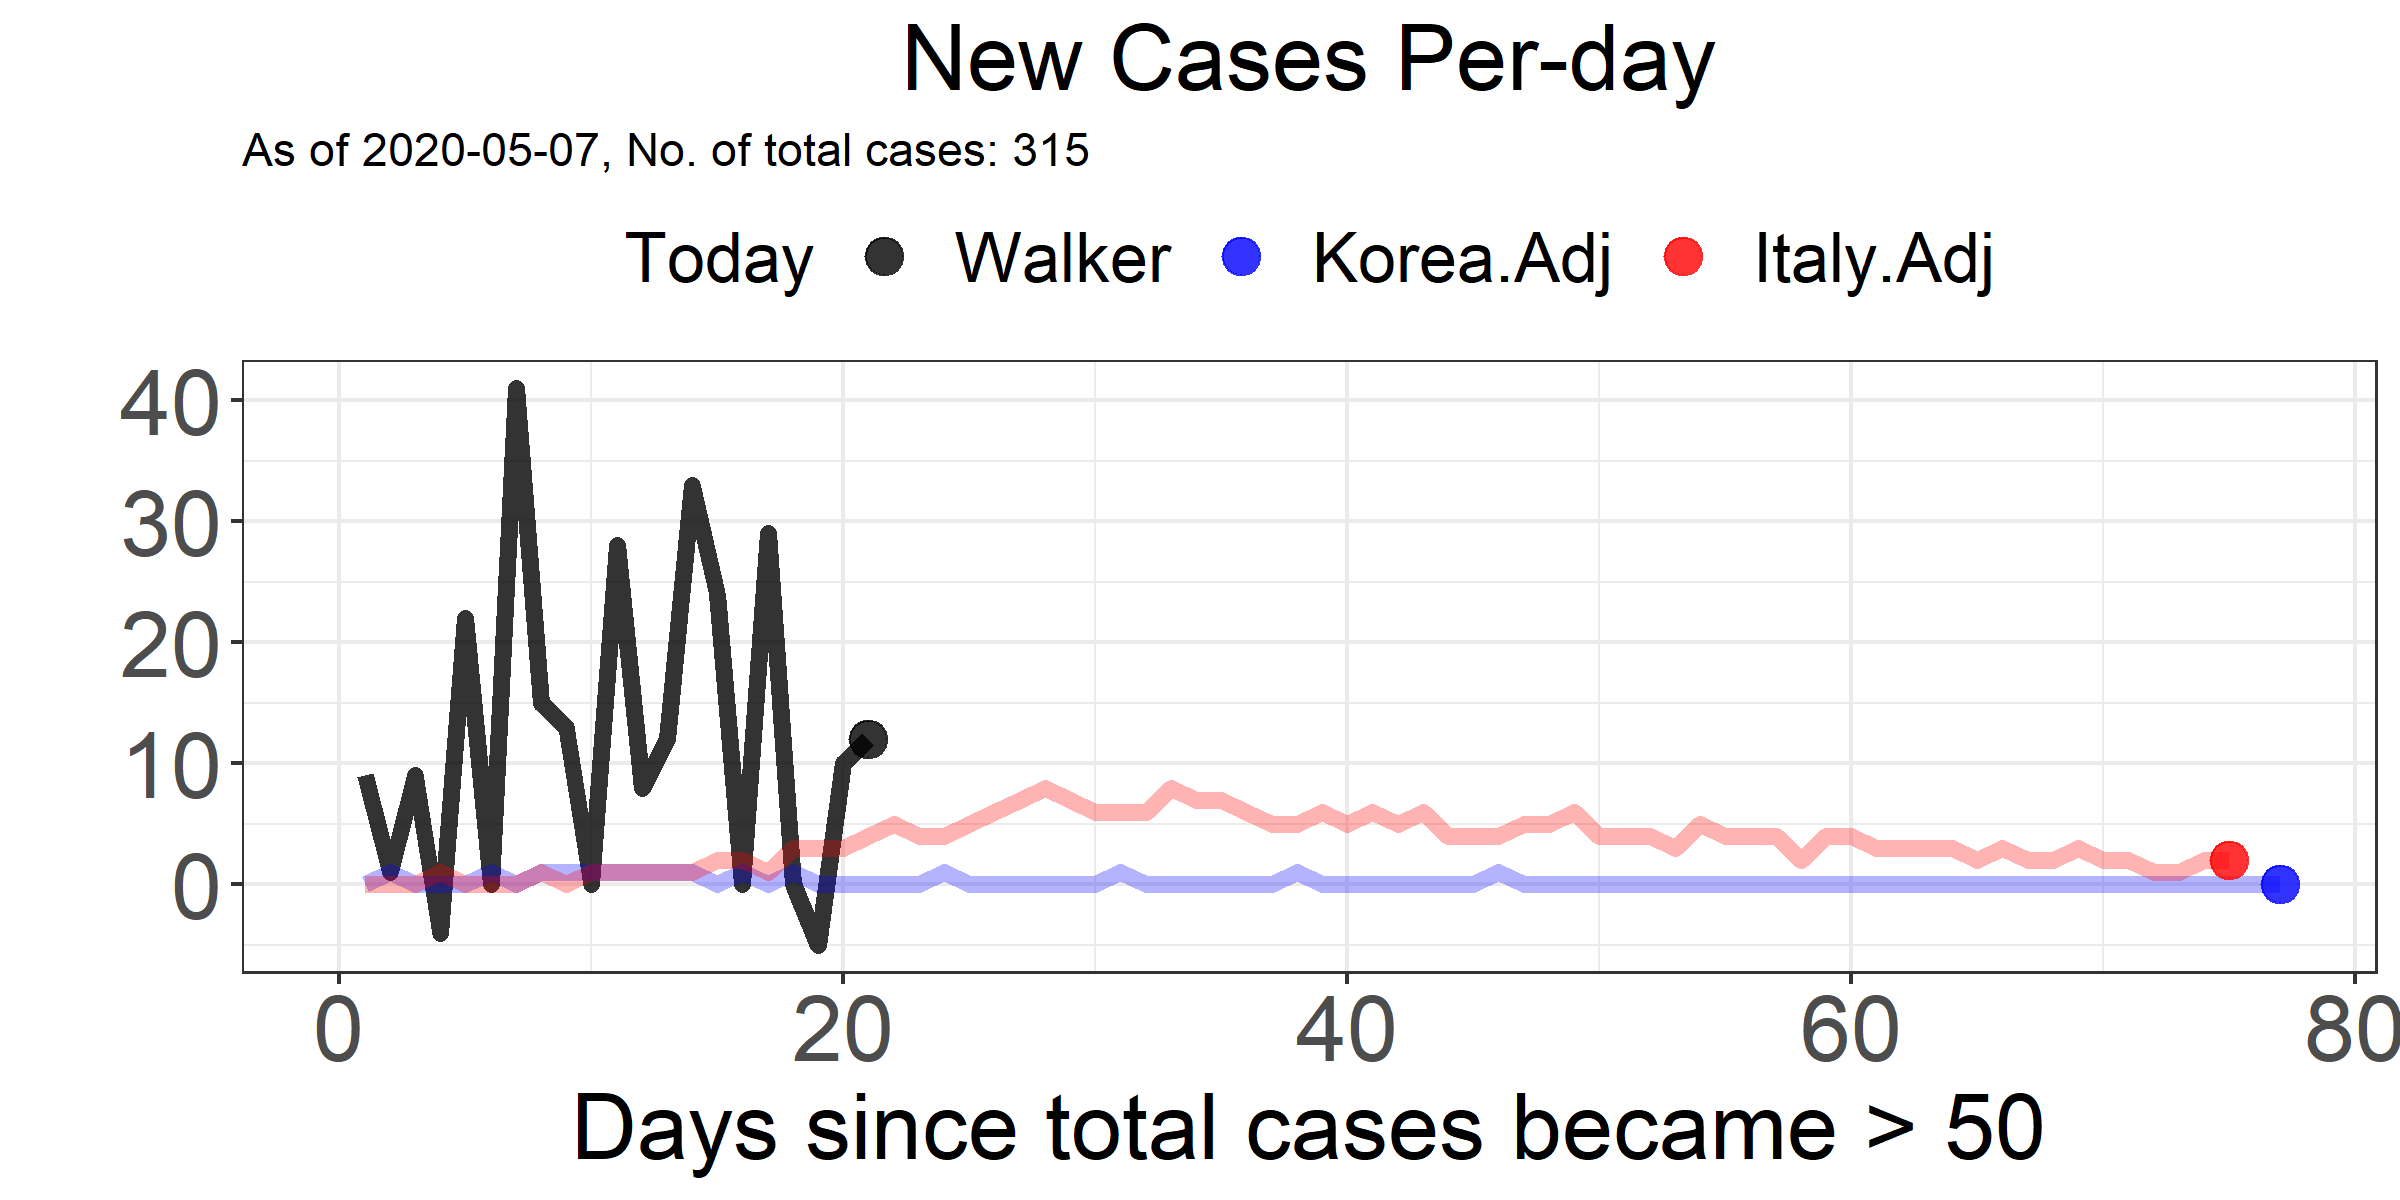 New Cases Per-day
As of 2020-05-07, No. of total cases: 315
Today Walker Korea.Adj Italy.Adj
40
30
20
10
0
0 20 40 60 80
Days since total cases became > 50